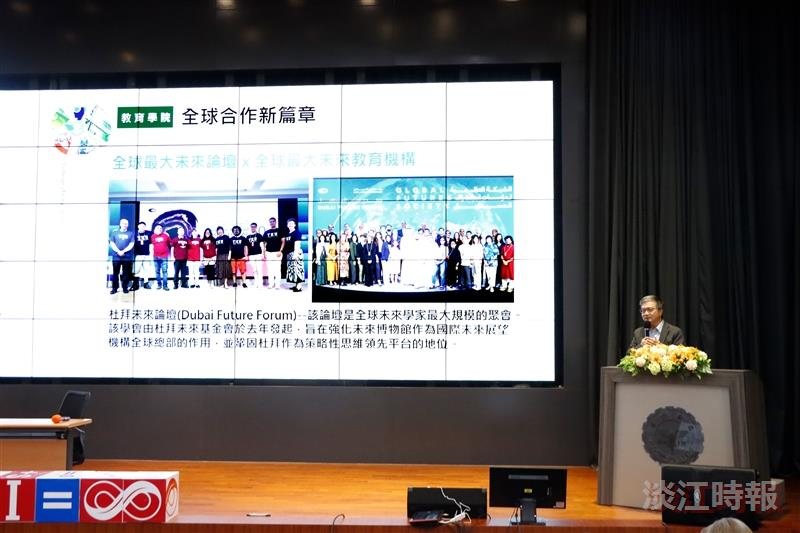 教育學院 全球合作新篇章
全球最大未來論壇 x 全球最大未來教育機構
GLOBAL
FUTURES
SOCIETY
DUBAI FUTURE FORUM
杜拜未來論壇(Dubai Future Forum)--該論壇是全球未來學家最大規模的聚會。
該學會由杜拜未來基金會於去年發起，旨在強化未來博物館作為國際未來展望
機構全球總部的作用，並鞏固杜拜作為策略性思維領先平台的地位。
I = ∞
淡江時報